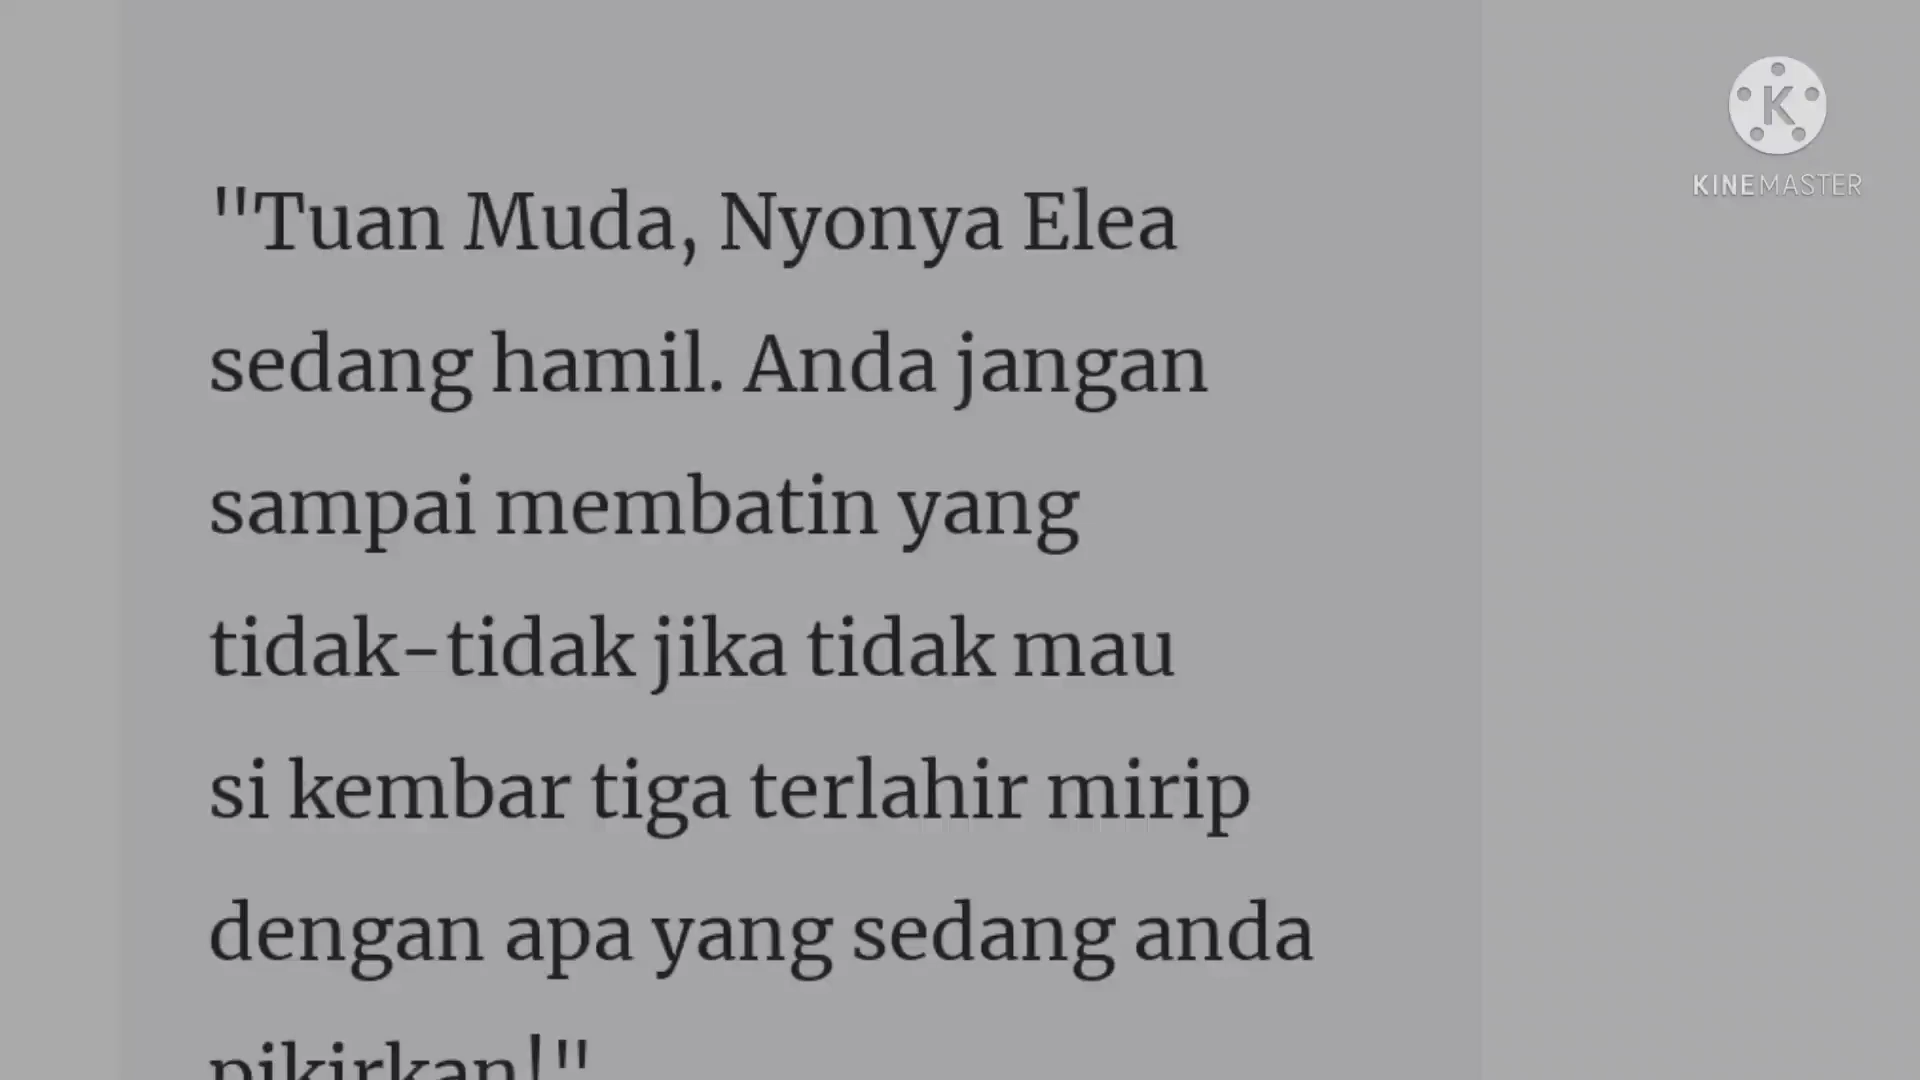 KINEMASTER
"Tuan Muda, Nyonya Elea
sedang hamil. Anda jangan
sampai membatin yang
tidak-tidak jika tidak mau
si kembar tiga terlahir mirip
dengan apa yang sedang anda
pikirkan!"